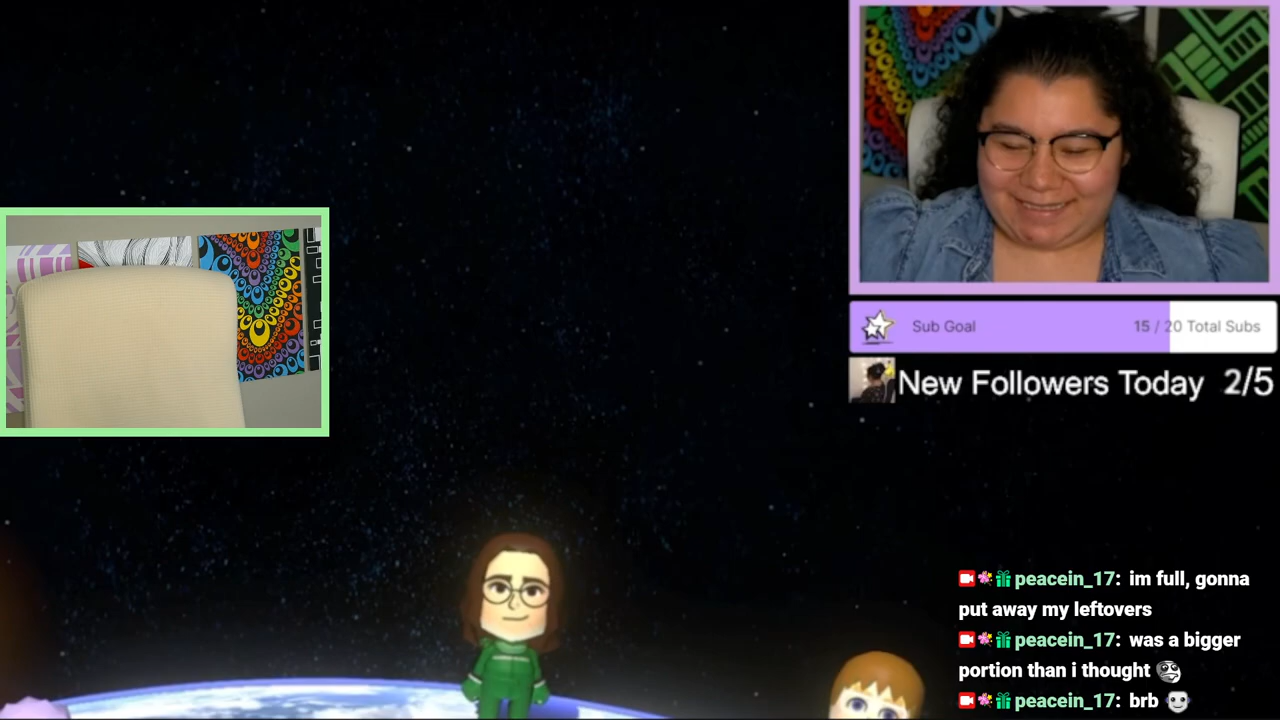 Sub Goal 15 / 20 Total Subs
New Followers Today 2/5
peacein_17: im full, gonna
put away my leftovers
peacein_17: was a bigger
portion than i thought
peacein_17: brb